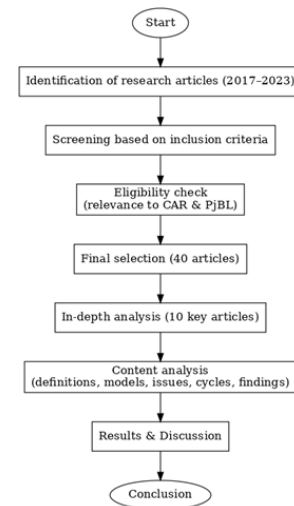 Start
Identification of research articles (2017–2023)
Screening based on inclusion criteria
Eligibility check
(relevance to CAR & PjBL)
Final selection (40 articles)
In-depth analysis (10 key articles)
Content analysis
(definitions, models, issues, cycles, findings)
Results & Discussion
Conclusion